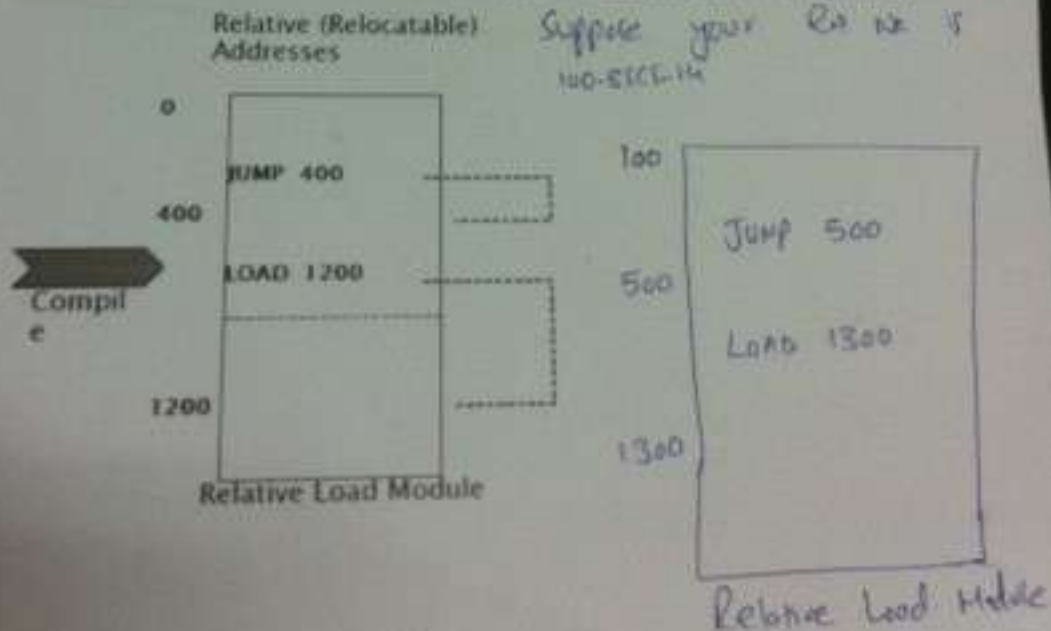 Relative (Relocatable)
Addresses
0
JUMP 400
400
LOAD 1200
Compil
e
1200
Relative Load Module
Suppose your
100
JUMP 500
500
LOAD 1300
1300
Relative Load Module